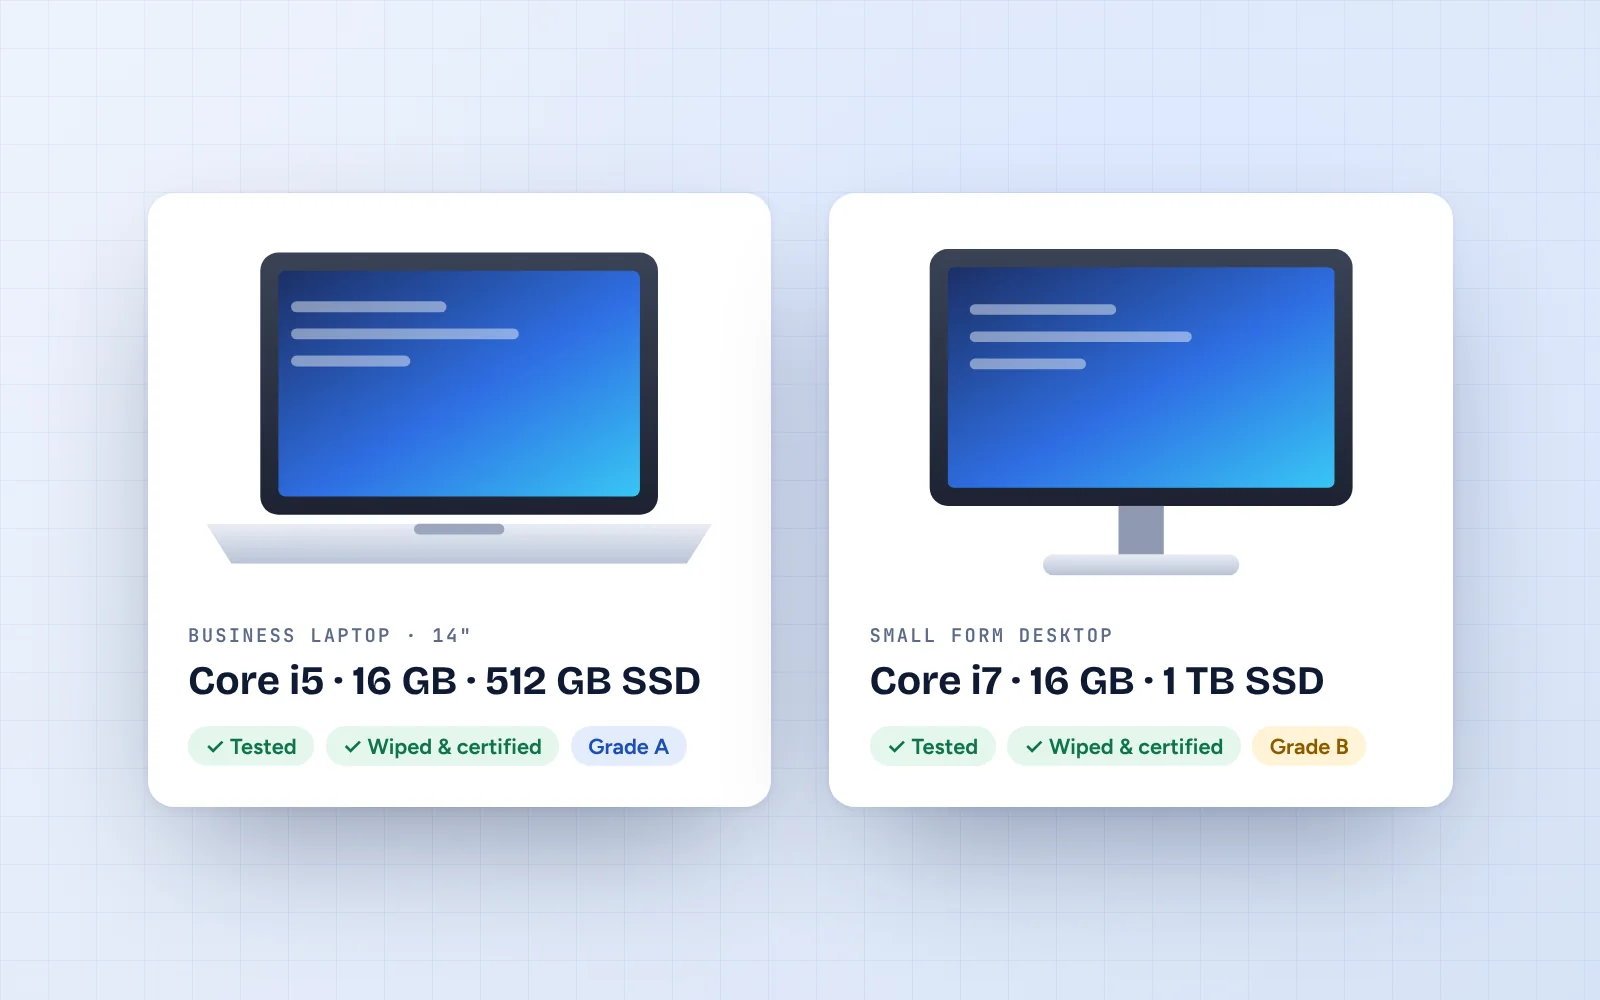 BUSINESS LAPTOP · 14"
Core i5 · 16 GB · 512 GB SSD
✓ Tested ✓ Wiped & certified Grade A
SMALL FORM DESKTOP
Core i7 · 16 GB · 1 TB SSD
✓ Tested ✓ Wiped & certified Grade B